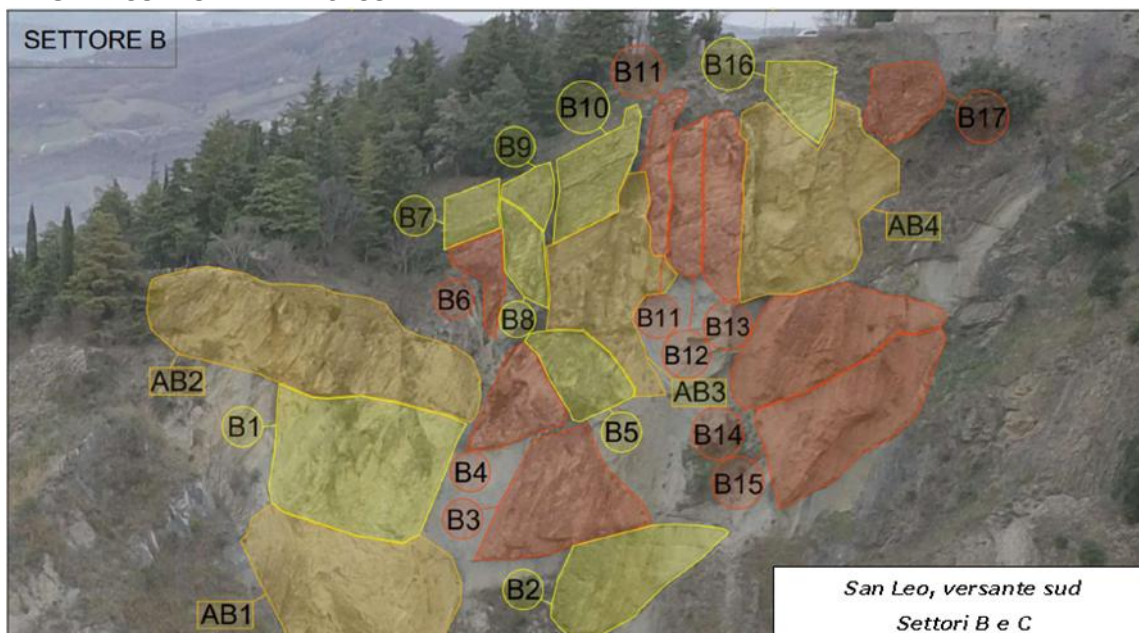 SETTORE B
B11
B16
B10
B17
B9
B7
AB4
B6
B8
B11
B13
B12
AB2
AB3
B1
B5
B14
B4
B15
B3
B2
AB1
San Leo, versante sud
Settori B e C